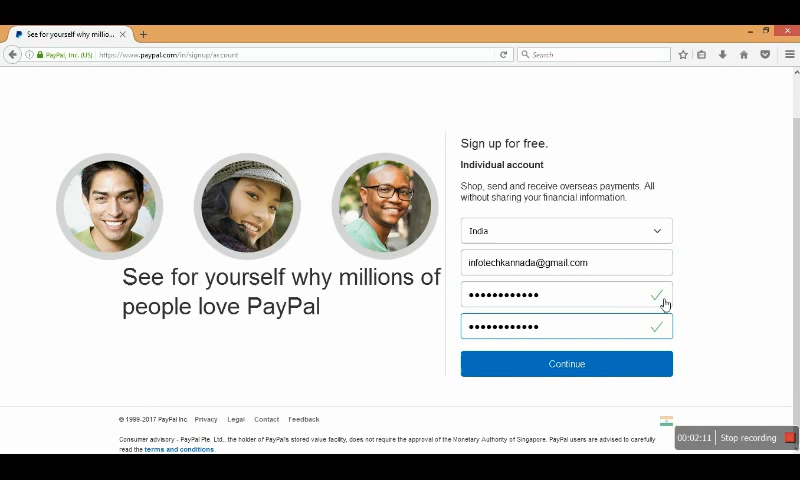 See for yourself why millio...
PayPal, Inc. (US)
https://www.paypal.com/in/signup/account
Search
Sign up for free.
Individual account
Shop, send and receive overseas payments. All
without sharing your financial information.
India
infotechkannada@gmail.com
••••••••••••
••••••••••••
Continue
See for yourself why millions of
people love PayPal
© 1999-2017 PayPal Inc. Privacy Legal Contact Feedback
Consumer advisory - PayPal Pte. Ltd., the holder of PayPal's stored value facility, does not require the approval of the Monetary Authority of Singapore. PayPal users are advised to carefully
read the terms and conditions.
00:02:11 Stop recording